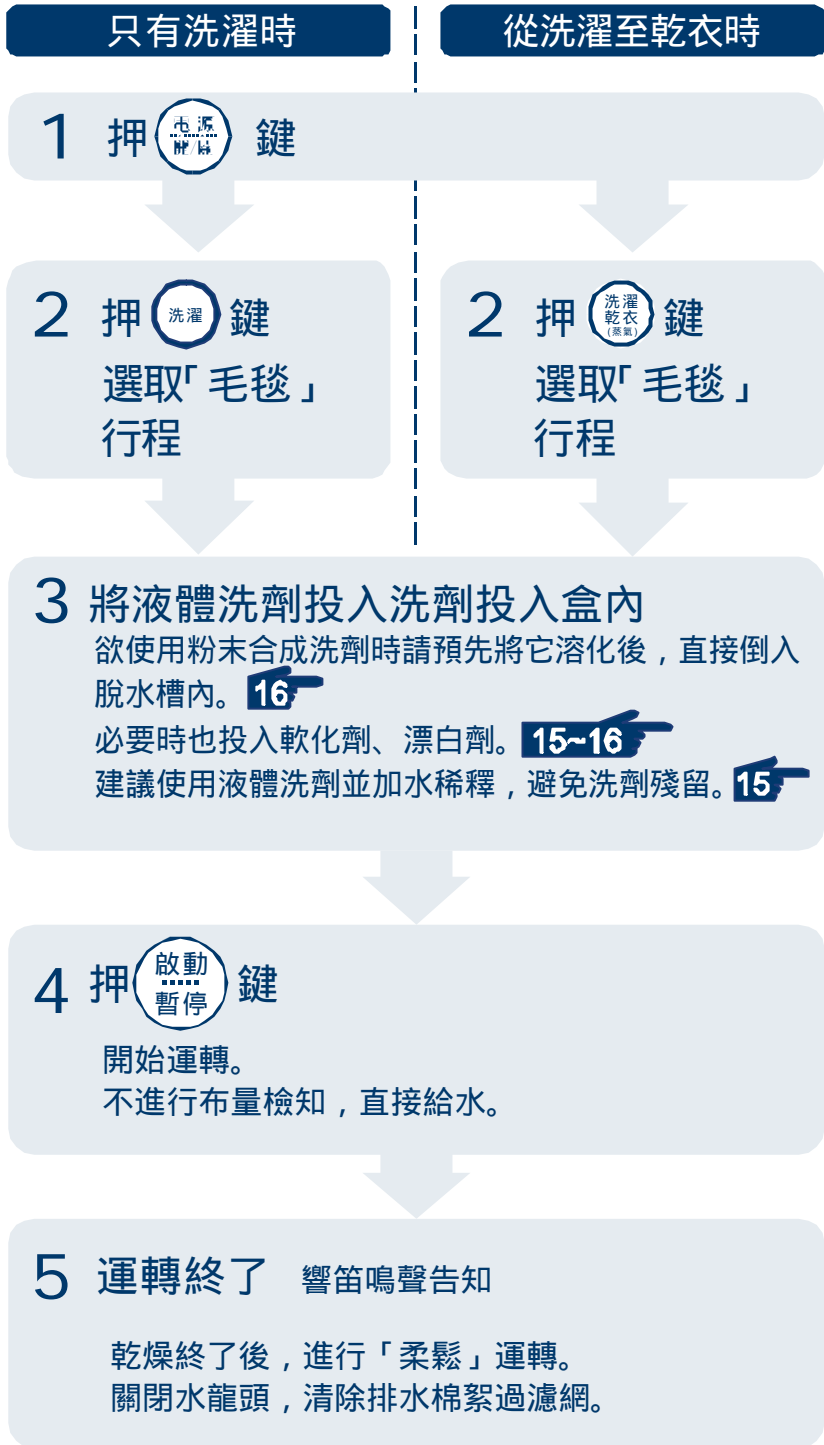 只有洗濯時
從洗濯至乾衣時
1 押 電源 開/關 鍵
2 押 洗濯 鍵
選取「毛毯」
行程
2 押 洗濯 乾衣 (蒸氣) 鍵
選取「毛毯」
行程
3 將液體洗劑投入洗劑投入盒內
欲使用粉末合成洗劑時請預先將它溶化後，直接倒入
脫水槽內。 16
必要時也投入軟化劑、漂白劑。 15~16
建議使用液體洗劑並加水稀釋，避免洗劑殘留。 15
4 押 啟動 暫停 鍵
開始運轉。
不進行布量檢知，直接給水。
5 運轉終了 響笛鳴聲告知
乾燥終了後，進行「柔鬆」運轉。
關閉水龍頭，清除排水棉絮過濾網。